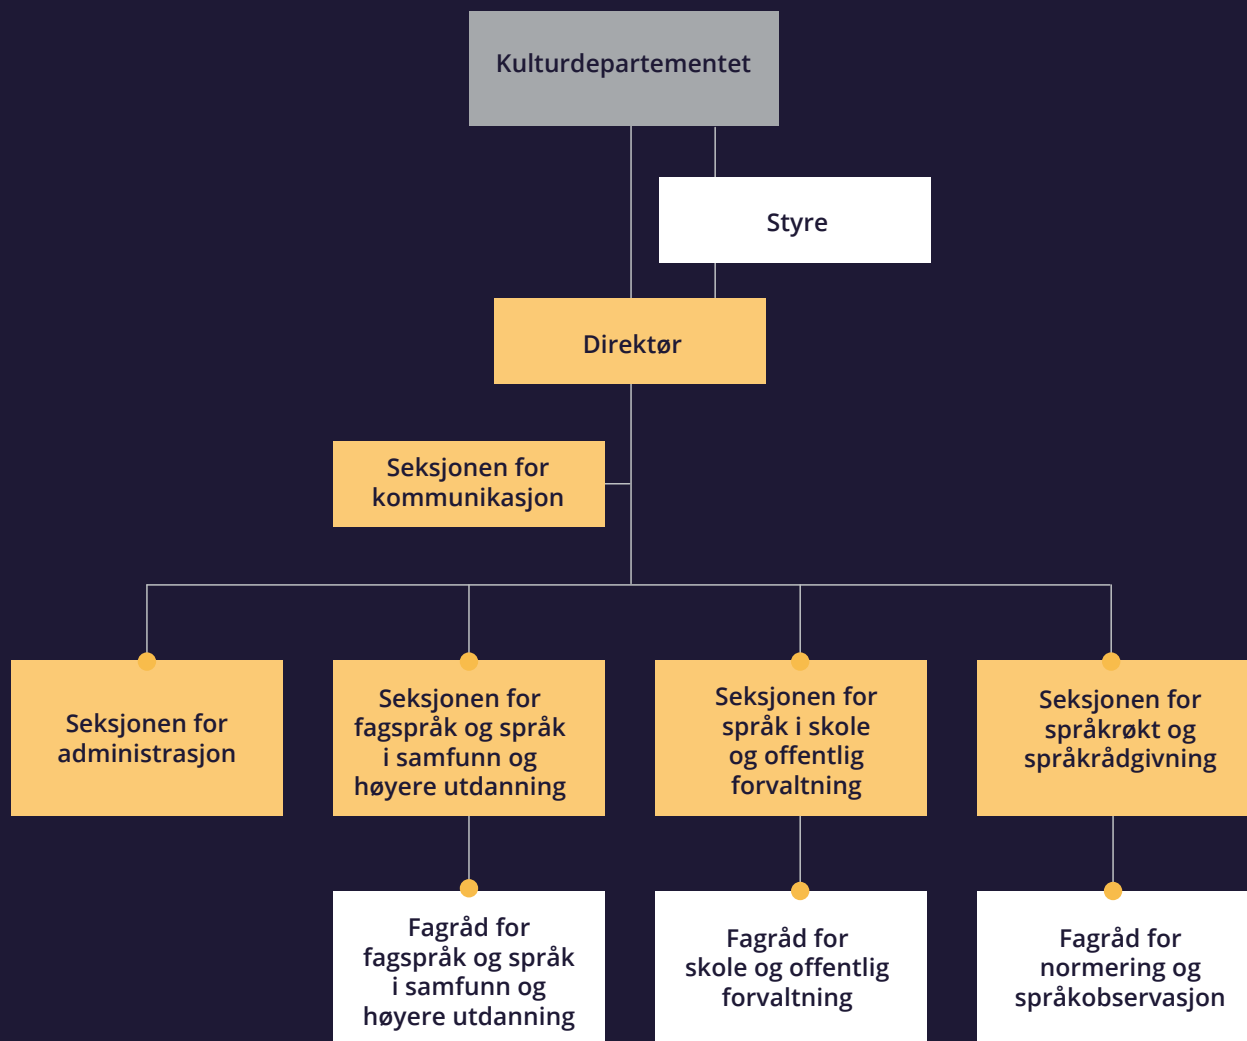 Kulturdepartementet
Styre
Direktør
Seksjonen for
kommunikasjon
Seksjonen for
administrasjon
Seksjonen for
fagspråk og språk
i samfunn og
høyere utdanning
Seksjonen for
språk i skole
og offentlig
forvaltning
Seksjonen for
språkrøkt og
språkrådgivning
Fagråd for
fagspråk og språk
i samfunn og
høyere utdanning
Fagråd for
skole og offentlig
forvaltning
Fagråd for
normering og
språkobservasjon